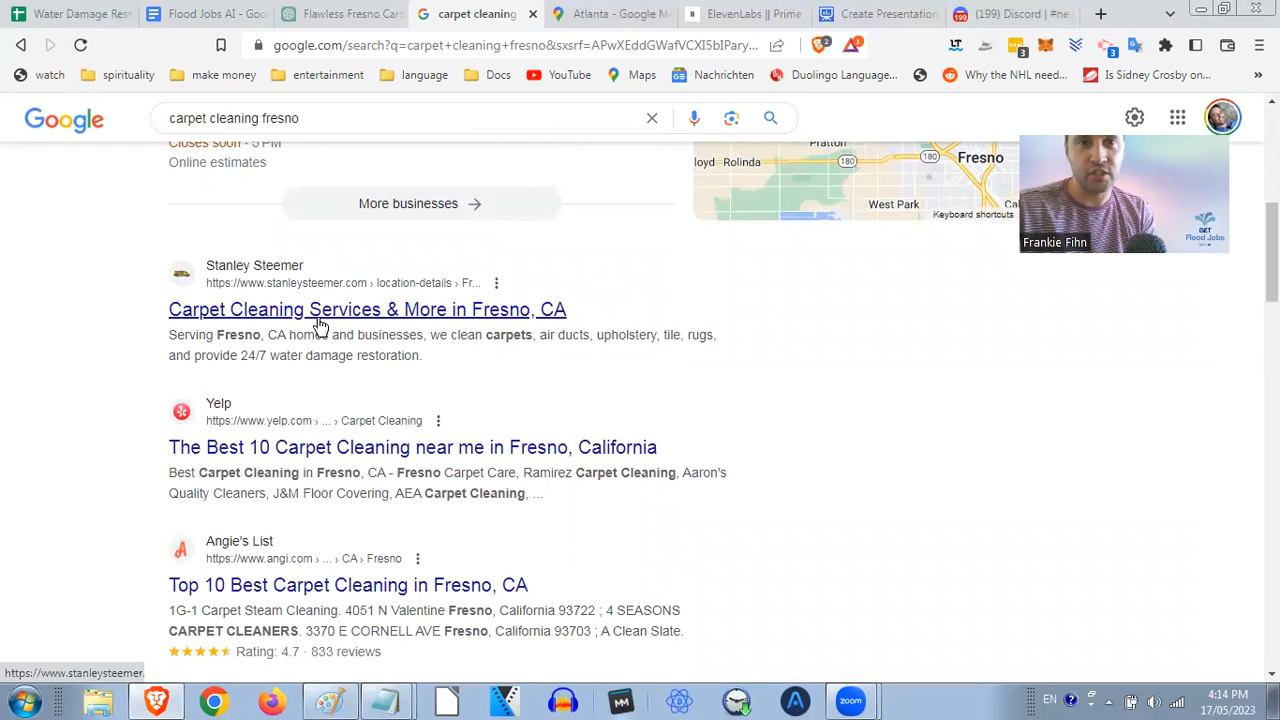 Water Damage Rest
Flood Jobs AI - Go
Flawless Fresno Car
carpet cleaning
Atlanta - Google M
ElevenLabs || Prime
Create Presentation
(199) Discord | #ne
google.com/search?q=carpet+cleaning+fresno&sxsrf=APwXEddGWafVCXI5bIPary...
2
1
3
3
watch
spirituality
make money
entertainment
language
Docs
YouTube
Maps
Nachrichten
Duolingo Language...
Why the NHL need...
Is Sidney Crosby on...
Google
carpet cleaning fresno
Closes soon · 5 PM
Online estimates
More businesses →
loyd Rolinda
180
180
Fresno
West Park
Keyboard shortcuts
GET
Flood Jobs
Frankie Fihn
Stanley Steemer
https://www.stanleysteemer.com › location-details › Fr...
Carpet Cleaning Services & More in Fresno, CA
Serving Fresno, CA hom and businesses, we clean carpets, air ducts, upholstery, tile, rugs,
and provide 24/7 water damage restoration.
Yelp
https://www.yelp.com › ... › Carpet Cleaning
The Best 10 Carpet Cleaning near me in Fresno, California
Best Carpet Cleaning in Fresno, CA - Fresno Carpet Care, Ramirez Carpet Cleaning, Aaron's
Quality Cleaners, J&M Floor Covering, AEA Carpet Cleaning, ...
Angie's List
https://www.angi.com › ... › CA › Fresno
Top 10 Best Carpet Cleaning in Fresno, CA
1G-1 Carpet Steam Cleaning. 4051 N Valentine Fresno, California 93722 ; 4 SEASONS
CARPET CLEANERS. 3370 E CORNELL AVE Fresno, California 93703 ; A Clean Slate.
Rating: 4.7 · 833 reviews
https://www.stanleysteemer.
zoom
EN
4:14 PM
17/05/2023